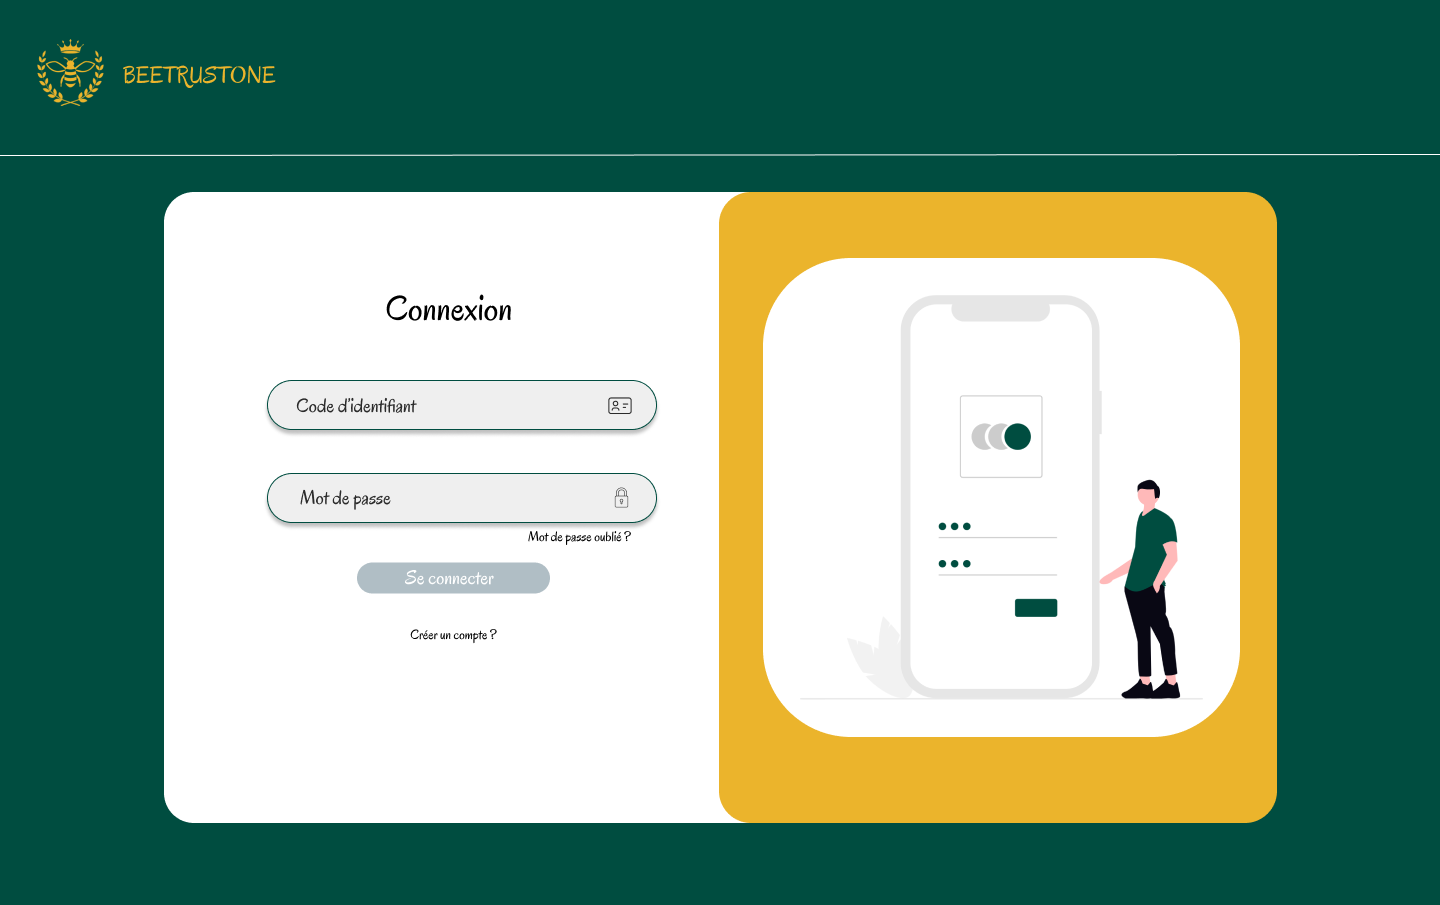 BEETRUSTONE
Connexion
Code d'identifiant
Mot de passe
Mot de passe oublié ?
Se connecter
Créer un compte ?